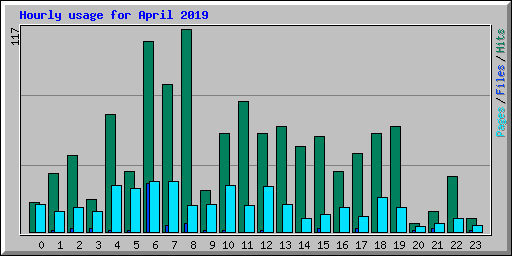 Hourly usage for April 2019
117
Pages / Files / Hits
0 1 2 3 4 5 6 7 8 9 10 11 12 13 14 15 16 17 18 19 20 21 22 23